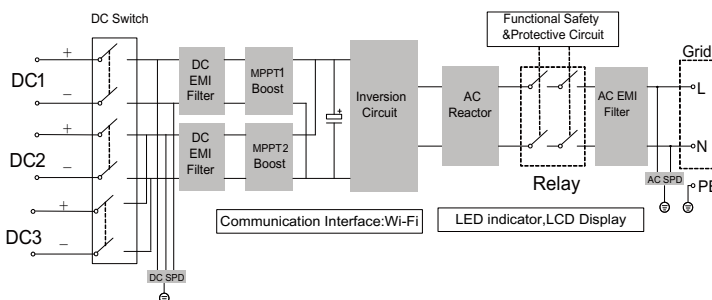 DC Switch
Functional Safety
&Protective Circuit
Grid
DC1
+
−
DC
EMI
Filter
MPPT1
Boost
+
Inversion
Circuit
AC
Reactor
AC EMI
Filter
L
DC2
+
−
DC
EMI
Filter
MPPT2
Boost
N
Relay
AC SPD
PE
DC3
+
−
Communication Interface:Wi-Fi
LED indicator,LCD Display
DC SPD